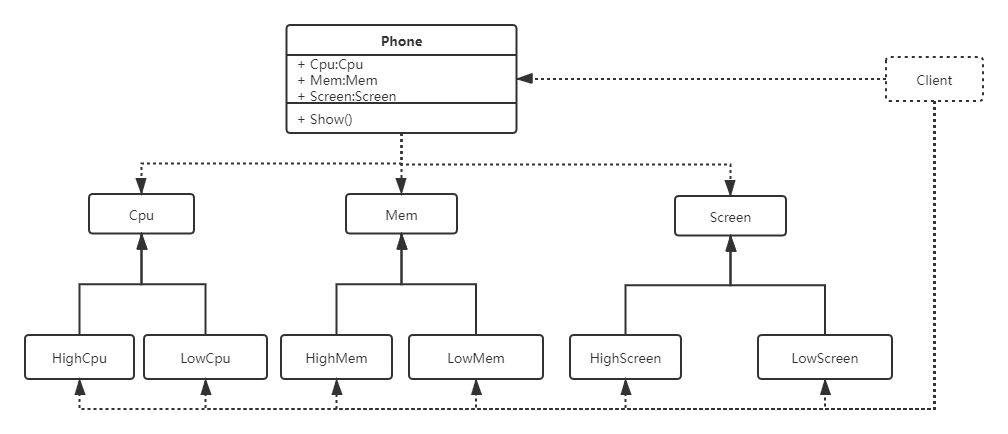 Phone
+ Cpu:Cpu
+ Mem:Mem
+ Screen:Screen
+ Show()
Client
Cpu
Mem
Screen
HighCpu
LowCpu
HighMem
LowMem
HighScreen
LowScreen